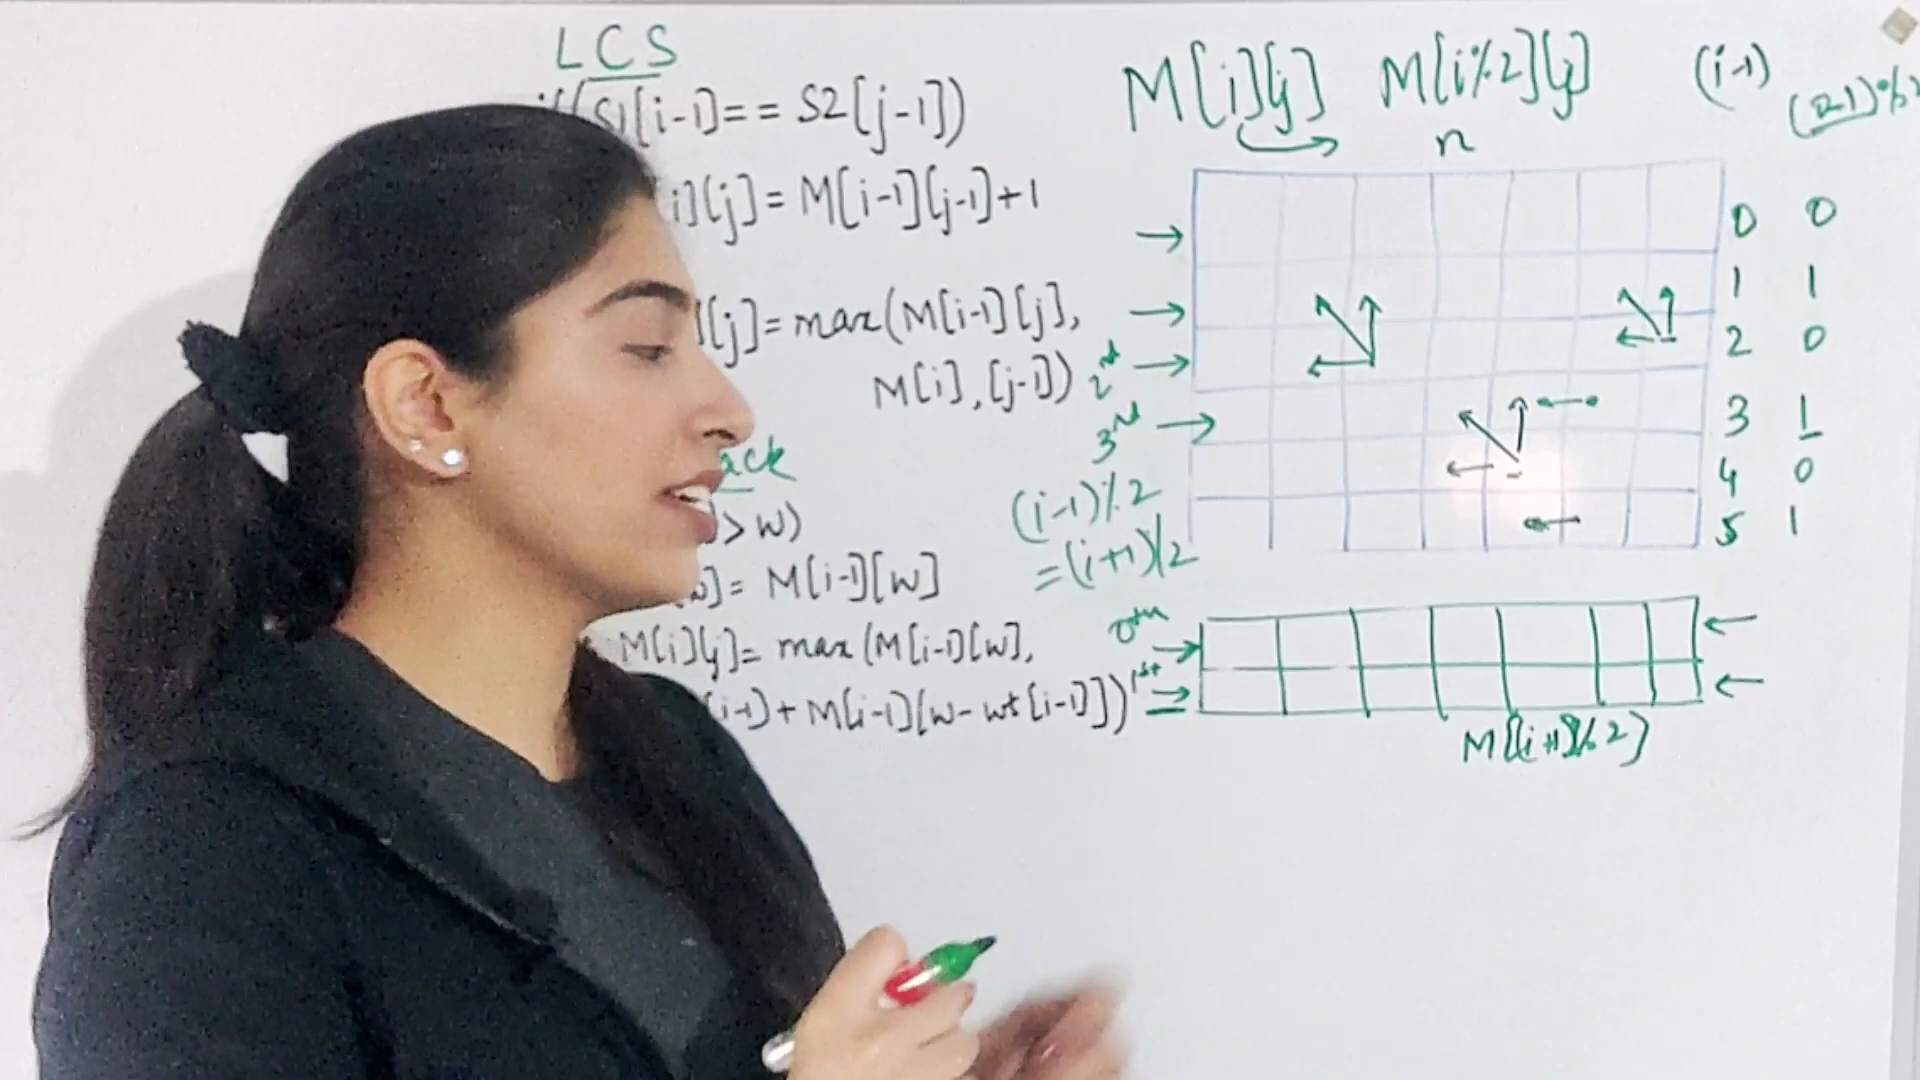 LCS
if(S1[i-1]== S2[j-1])
i][j]= M[i-1][j-1]+1
][j]=max(M[i-1][j],
M[i],[j-1])
ack
>W)
w]= M[i-1][W]
M[i][j]= max(M[i-1][W],
(i-1)+M[i-1][W-wt[i-1]])
M[i][j] M[i%2][j] (i-1)
n
0 0
1 1
2 0
3 1
4 0
5 1
2nd
3rd
(i-1)%2
=(i+1)%2
0th
1st
M[(i+1)%2]